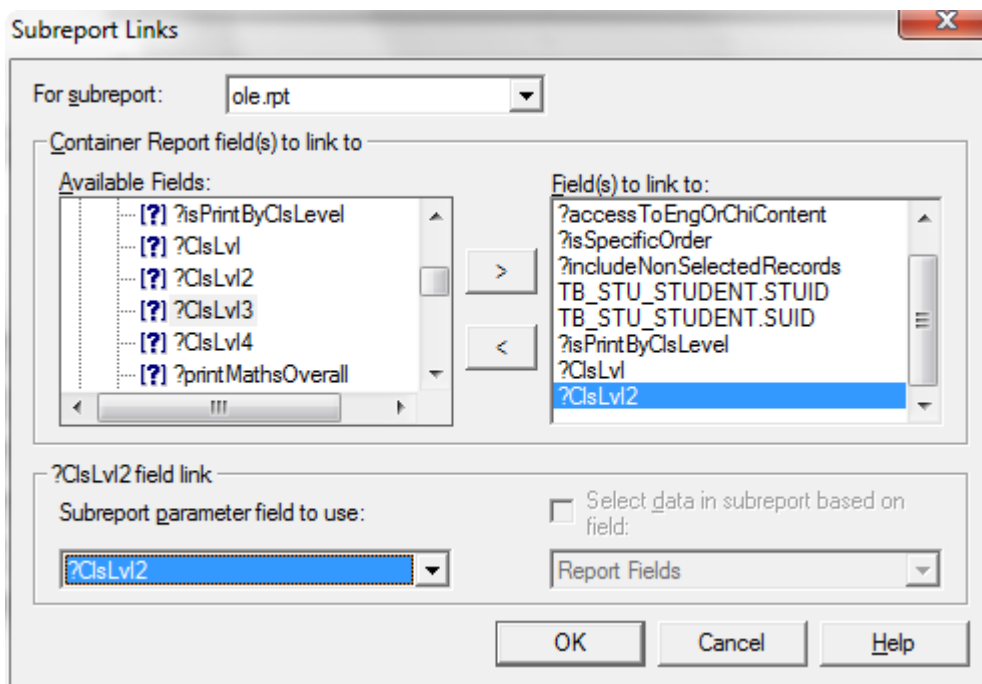 Subreport Links
For subreport:
ole.rpt
Container Report field(s) to link to
Available Fields:
[?] ?isPrintByClsLevel
[?] ?ClsLvl
[?] ?ClsLvl2
[?] ?ClsLvl3
[?] ?ClsLvl4
[?] ?printMathsOverall
>
<
Field(s) to link to:
?accessToEngOrChiContent
?isSpecificOrder
?includeNonSelectedRecords
TB_STU_STUDENT.STUID
TB_STU_STUDENT.SUID
?isPrintByClsLevel
?ClsLvl
?ClsLvl2
?ClsLvl2 field link
Subreport parameter field to use:
?ClsLvl2
Select data in subreport based on
field:
Report Fields
OK
Cancel
Help